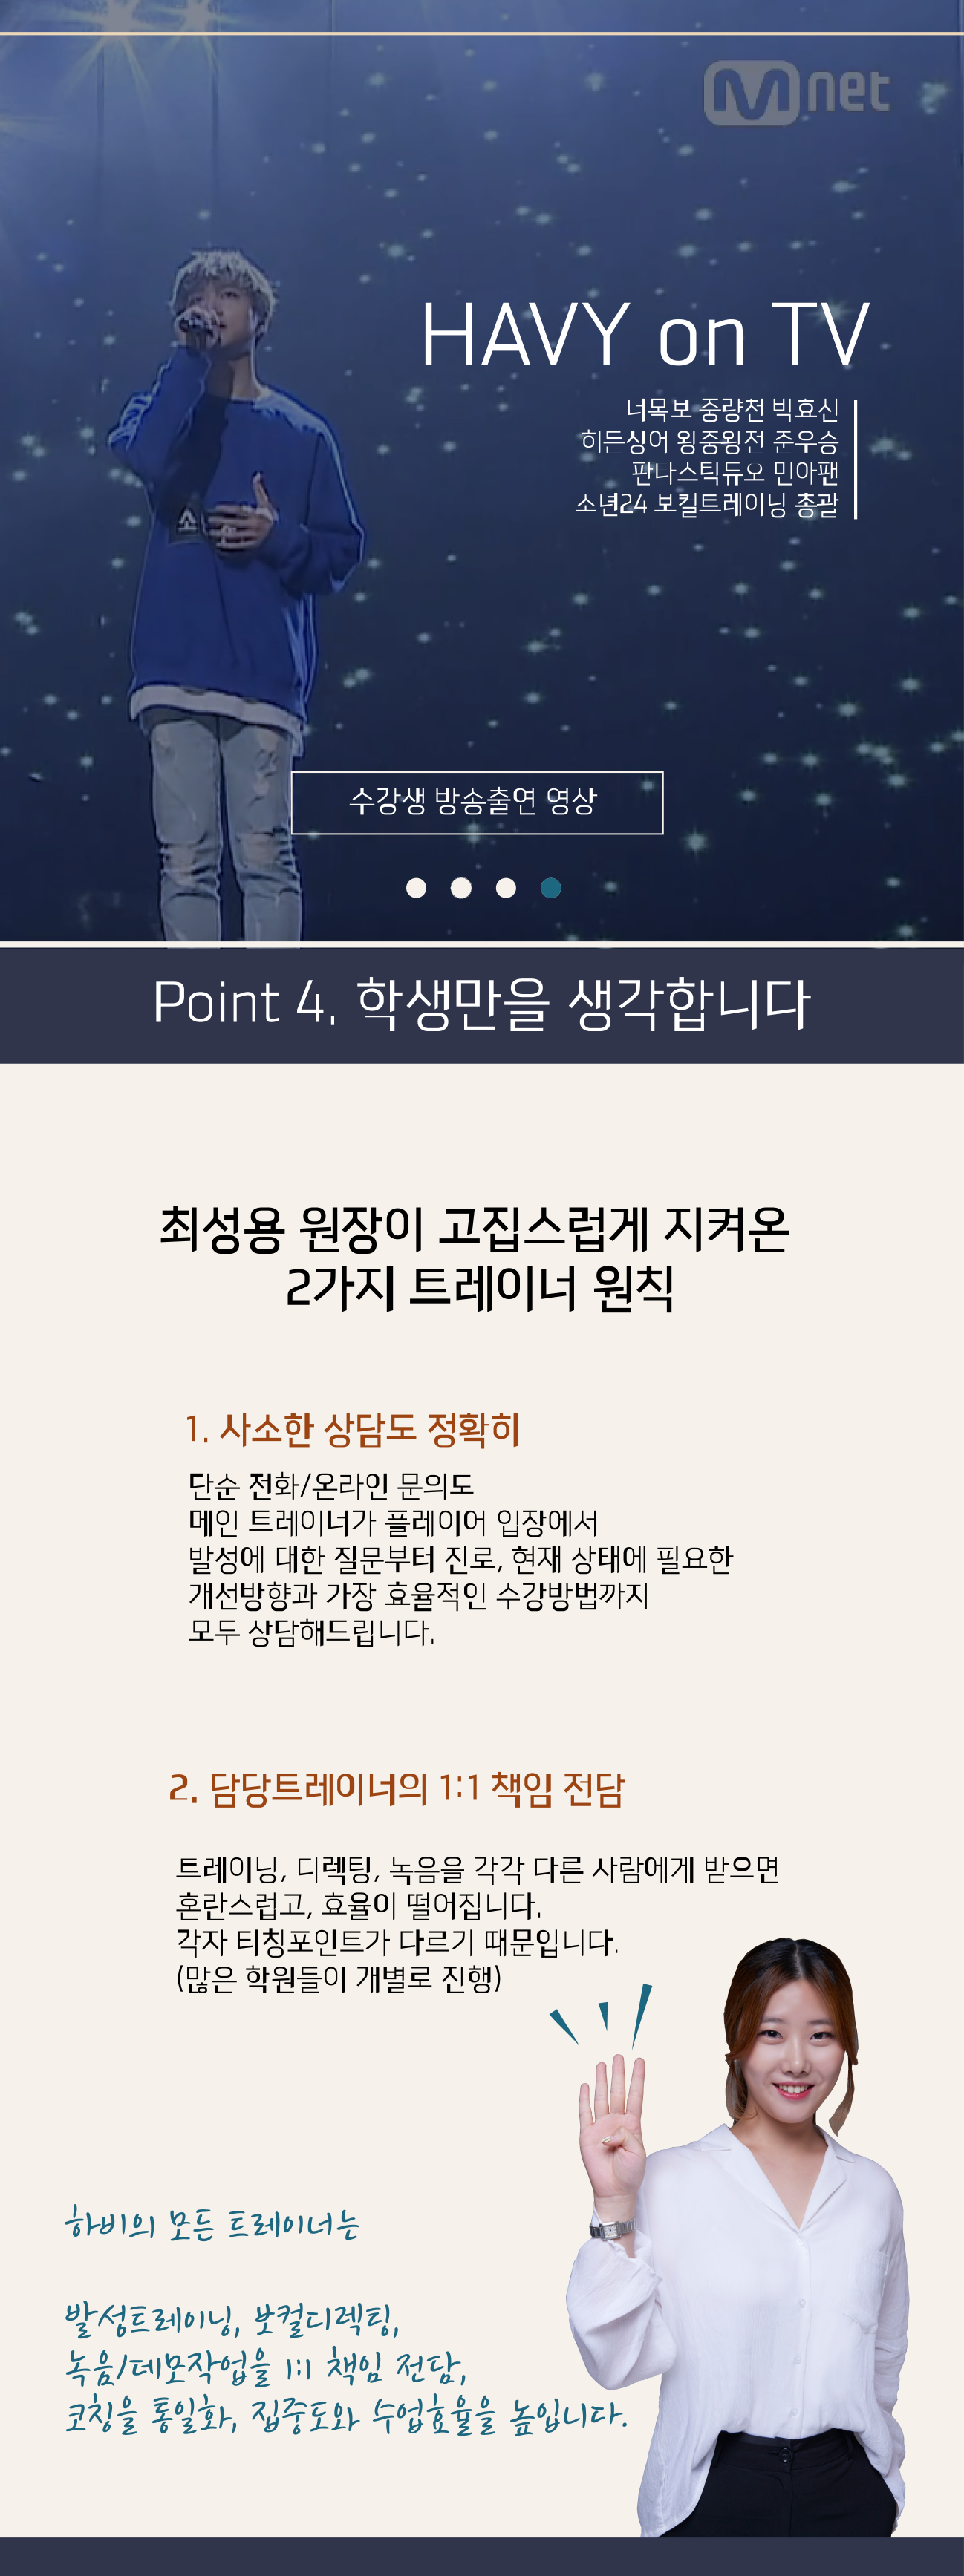 Mnet
HAVY on TV
너목보 중량천 빅효신
히든싱어 왕중왕전 준우승
판나스틱듀오 민아팬
소년24 보킬트레이닝 총괄
수강생 방송출연 영상
Point 4. 학생만을 생각합니다
최성용 원장이 고집스럽게 지켜온
2가지 트레이너 원칙
1. 사소한 상담도 정확히
단순 전화/온라인 문의도
메인 트레이너가 플레이어 입장에서
발성에 대한 질문부터 진로, 현재 상태에 필요한
개선방향과 가장 효율적인 수강방법까지
모두 상담해드립니다.
2. 담당트레이너의 1:1 책임 전담
트레이닝, 디렉팅, 녹음을 각각 다른 사람에게 받으면
혼란스럽고, 효율이 떨어집니다.
각자 티칭포인트가 다르기 때문입니다.
(많은 학원들이 개별로 진행)
하비의 모든 트레이너는
발성트레이닝, 보컬디렉팅,
녹음/데모작업을 1:1 책임 전담,
코칭을 통일화, 집중도와 수업효율을 높입니다.